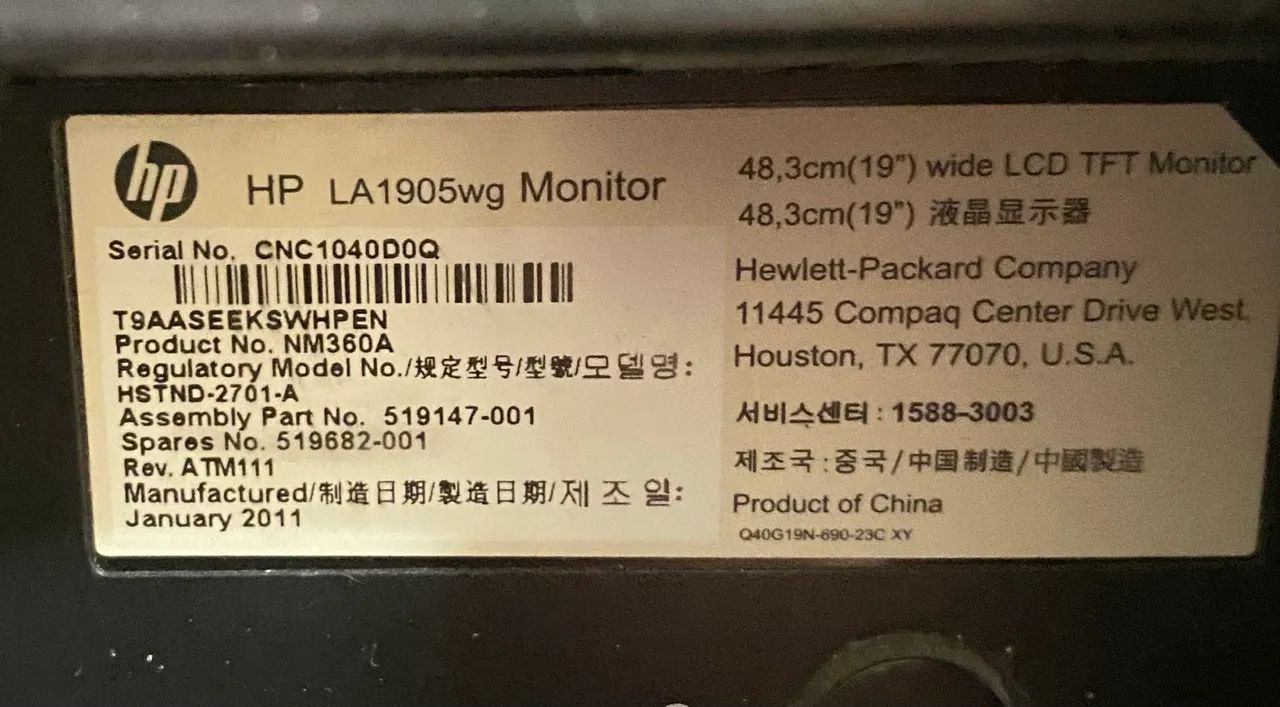 hp
HP LA1905wg Monitor
Serial No. CNC1040D0Q
T9AASEEKSWHPEN
Product No. NM360A
Regulatory Model No./规定型号/型號/모델명:
HSTND-2701-A
Assembly Part No. 519147-001
Spares No. 519682-001
Rev. ATM111
Manufactured/制造日期/製造日期/제 조 일:
January 2011
48,3cm(19") wide LCD TFT Monitor
48,3cm(19") 液晶显示器
Hewlett-Packard Company
11445 Compaq Center Drive West,
Houston, TX 77070, U.S.A.
서비스센터 : 1588-3003
제조국 : 중국/中国制造/中國製造
Product of China
Q40G19N-690-23C XY